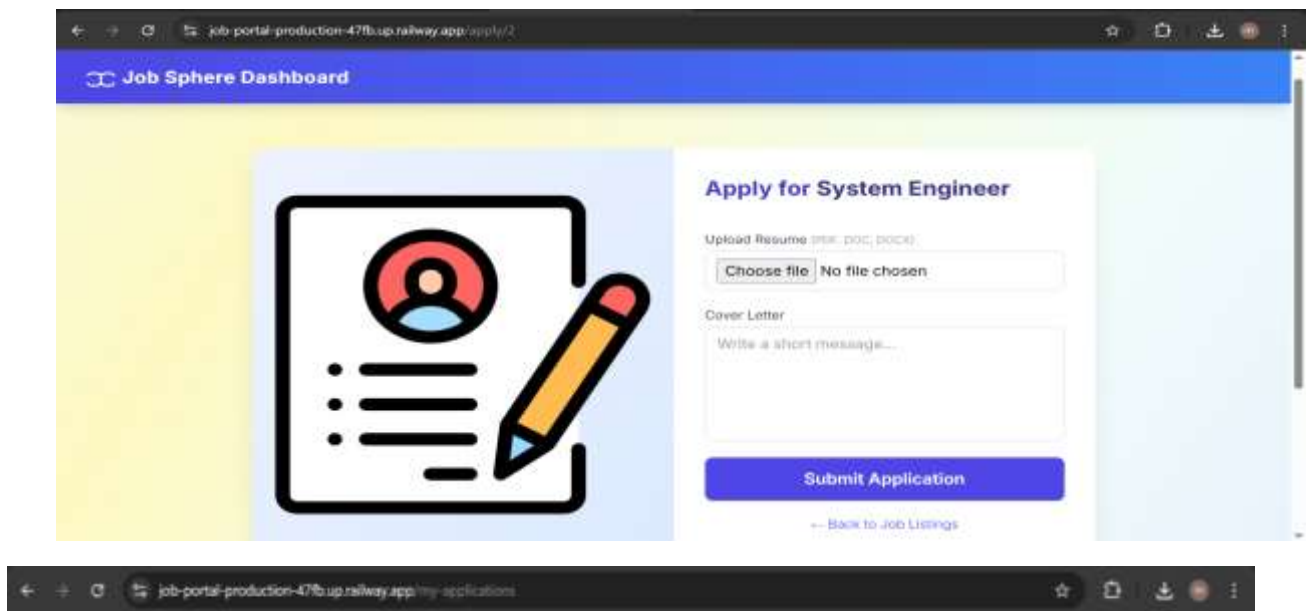 job-portal-production-47fb.up.railway.app/apply/2
Job Sphere Dashboard
Apply for System Engineer
Upload Resume (PDF, DOC, DOCX)
Choose file No file chosen
Cover Letter
Write a short message...
Submit Application
← Back to Job Listings
job-portal-production-47fb.up.railway.app/my-applications